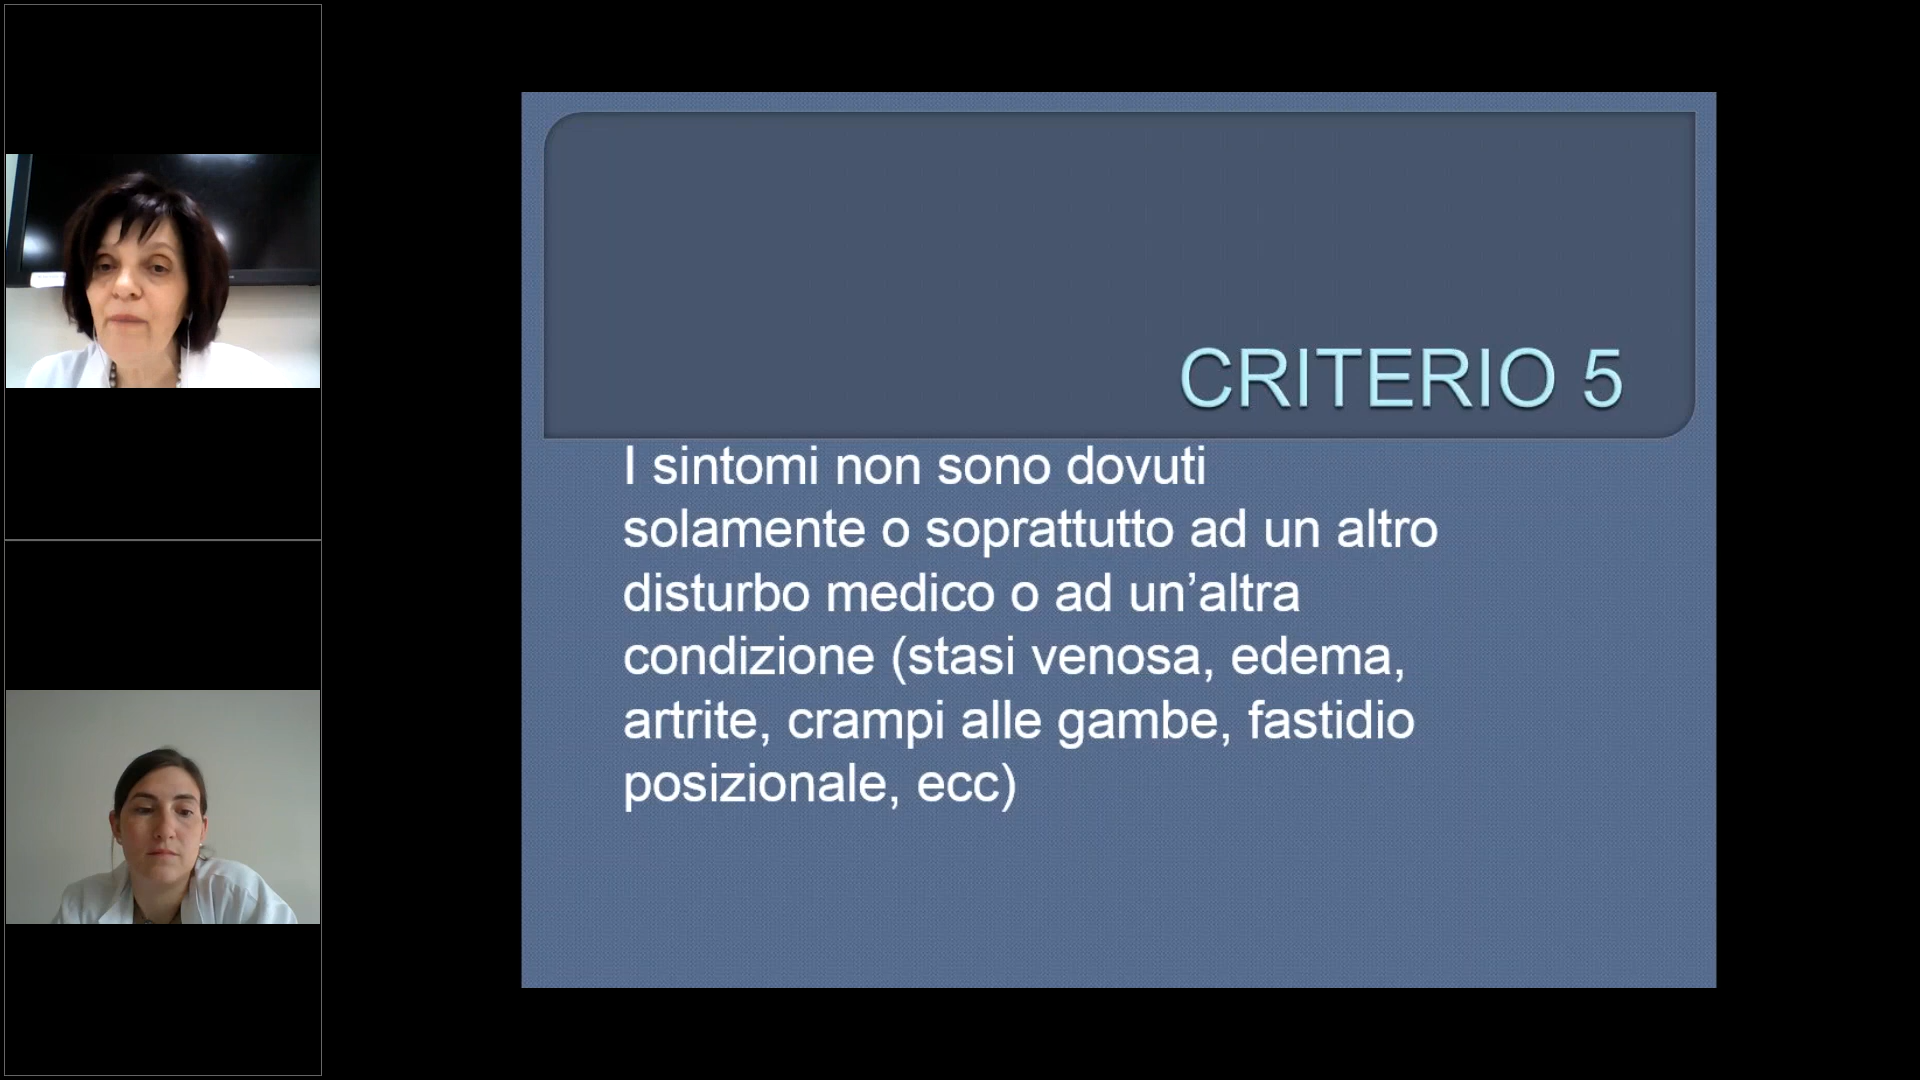 CRITERIO 5
I sintomi non sono dovuti
solamente o soprattutto ad un altro
disturbo medico o ad un’altra
condizione (stasi venosa, edema,
artrite, crampi alle gambe, fastidio
posizionale, ecc)